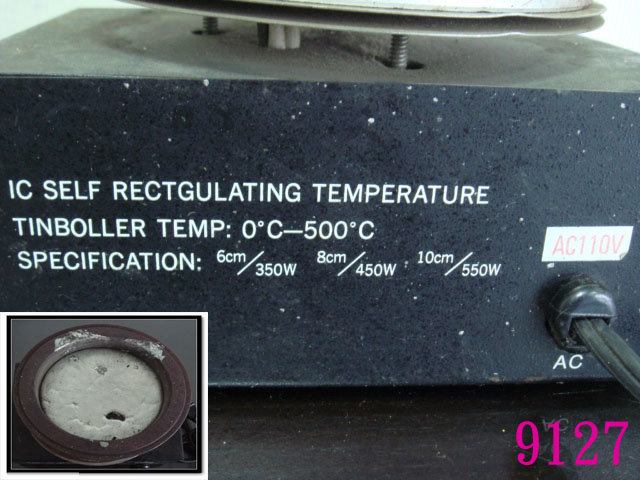 IC SELF RECTGULATING TEMPERATURE
TINBOLLER TEMP: 0°C—500°C
SPECIFICATION: 6cm/350W 8cm/450W 10cm/550W
AC110V
AC
9127